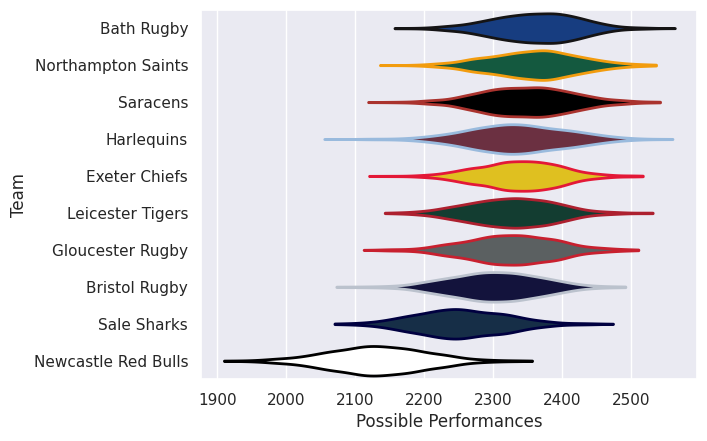 Bath Rugby
Northampton Saints
Saracens
Harlequins
Exeter Chiefs
Leicester Tigers
Gloucester Rugby
Bristol Rugby
Sale Sharks
Newcastle Red Bulls
Team
1900 2000 2100 2200 2300 2400 2500
Possible Performances